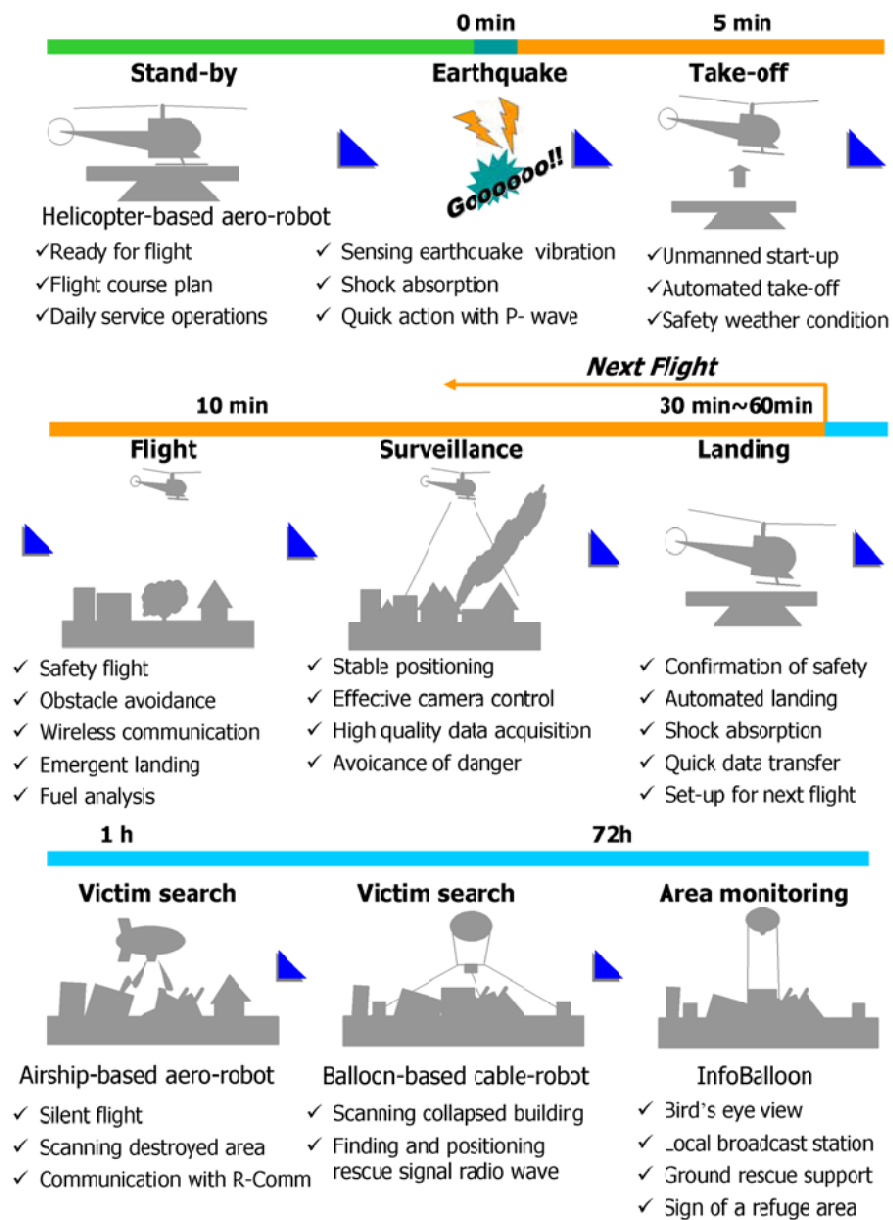 0 min
5 min
Stand-by
Earthquake
Take-off
Goooooo!!
Helicopter-based aero-robot
✓Ready for flight
✓Flight course plan
✓Daily service operations
✓ Sensing earthcuake vibration
✓ Shock absorption
✓ Quick action with P- wave
✓Unmanned start-up
✓Automated take-off
✓Safety weather condition
Next Flight
10 min
30 min~60min
Flight
Surveillance
Landing
✓ Safety flight
✓ Obstacle avoidance
✓ Wireless communication
✓ Emergent landing
✓ Fuel analysis
✓ Stable positioning
✓ Effective camera control
✓ High quality data acquisition
✓ Avoicance of danger
✓ Confirmation of safety
✓ Automated landing
✓ Shock absorption
✓ Quick data transfer
✓ Set-up for next flight
1 h
72h
Victim search
Victim search
Area monitoring
Airship-based aero-robot
✓ Silent flight
✓ Scanning destroyed area
✓ Communication with R-Comm
Ballocn-based cable-robot
✓ Scanning collapsed building
✓ Finding and positioning
rescue signal radio wave
InfoBalloon
✓ Bird's eye view
✓ Local broadcast station
✓ Ground rescue support
✓ Sign of a refuge area